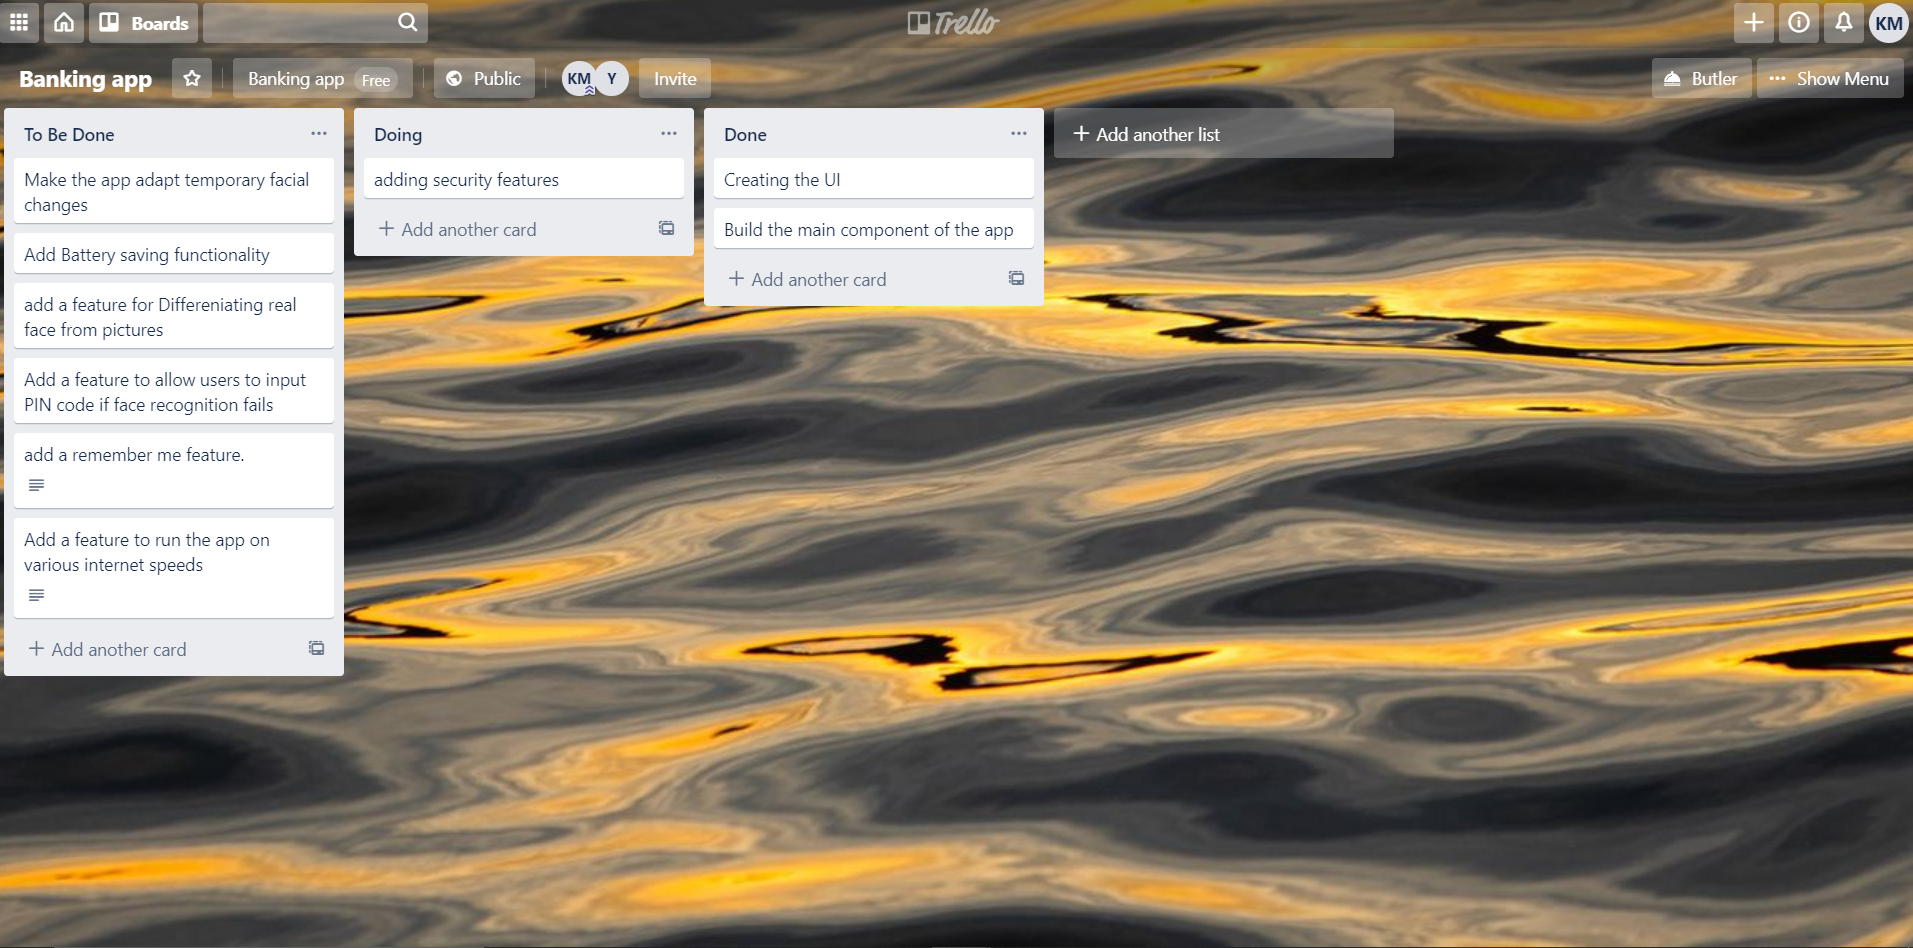 Boards
Trello
KM
Banking app
Banking app Free
Public
KM Y
Invite
Butler
Show Menu
To Be Done
Make the app adapt temporary facial
changes
Add Battery saving functionality
add a feature for Differeniating real
face from pictures
Add a feature to allow users to input
PIN code if face recognition fails
add a remember me feature.
Add a feature to run the app on
various internet speeds
Add another card
Doing
adding security features
Add another card
Done
Creating the UI
Build the main component of the app
Add another card
Add another list